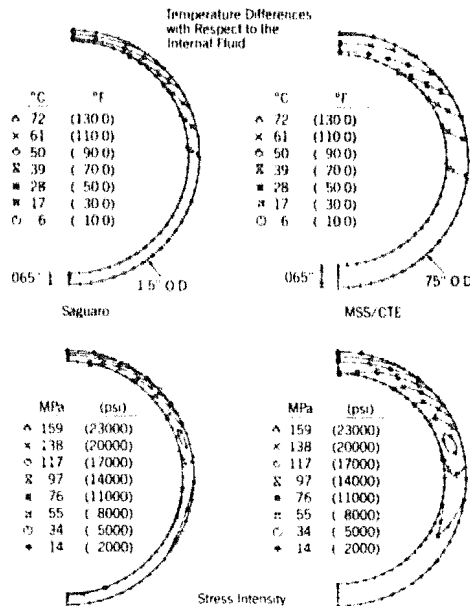 Temperature Differences
with Respect to the
Internal Fluid
°C °F
72 (130 0)
61 (110 0)
50 ( 90 0)
39 ( 70 0)
28 ( 50 0)
17 ( 30 0)
6 ( 10 0)
°C °F
72 (130 0)
61 (110 0)
50 ( 90 0)
39 ( 70 0)
28 ( 50 0)
17 ( 30 0)
6 ( 10 0)
065"
1 5" O D
Saguaro
065"
75" O D
MSS/CTE
MPa (psi)
159 (23000)
138 (20000)
117 (17000)
97 (14000)
76 (11000)
55 ( 8000)
34 ( 5000)
14 ( 2000)
MPa (psi)
159 (23000)
138 (20000)
117 (17000)
97 (14000)
76 (11000)
55 ( 8000)
34 ( 5000)
14 ( 2000)
Stress Intensity